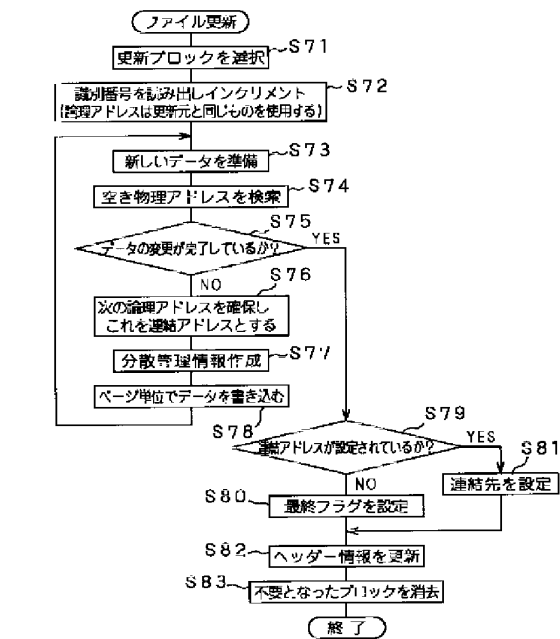 ファイル更新
更新ブロックを選択
S71
識別番号を読み出しインクリメント
(論理アドレスは更新元と同じものを使用する)
S72
新しいデータを準備
S73
空き物理アドレスを検索
S74
データの変更が完了しているか?
S75
YES
NO
S76
次の論理アドレスを確保し
これを連結アドレスとする
分散管理情報作成
S77
ページ単位でデータを書き込む
S78
連結アドレスが設定されているか?
S79
YES
S81
連結先を設定
NO
S80
最終フラグを設定
S82
ヘッダー情報を更新
S83
不要となったブロックを消去
終了